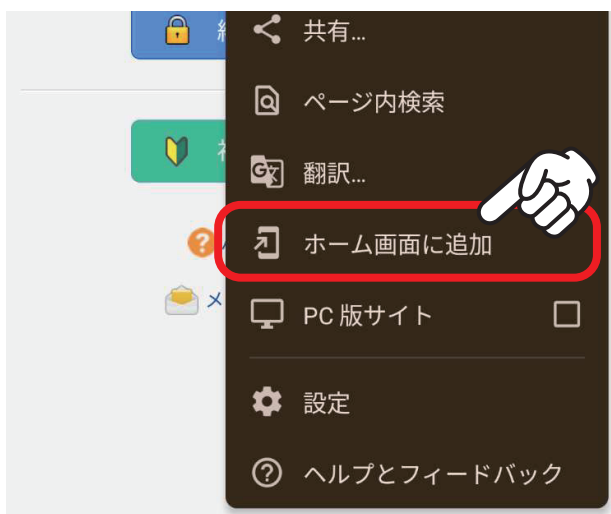 共有...
ページ内検索
翻訳...
ホーム画面に追加
メ
PC 版サイト
設定
ヘルプとフィードバック